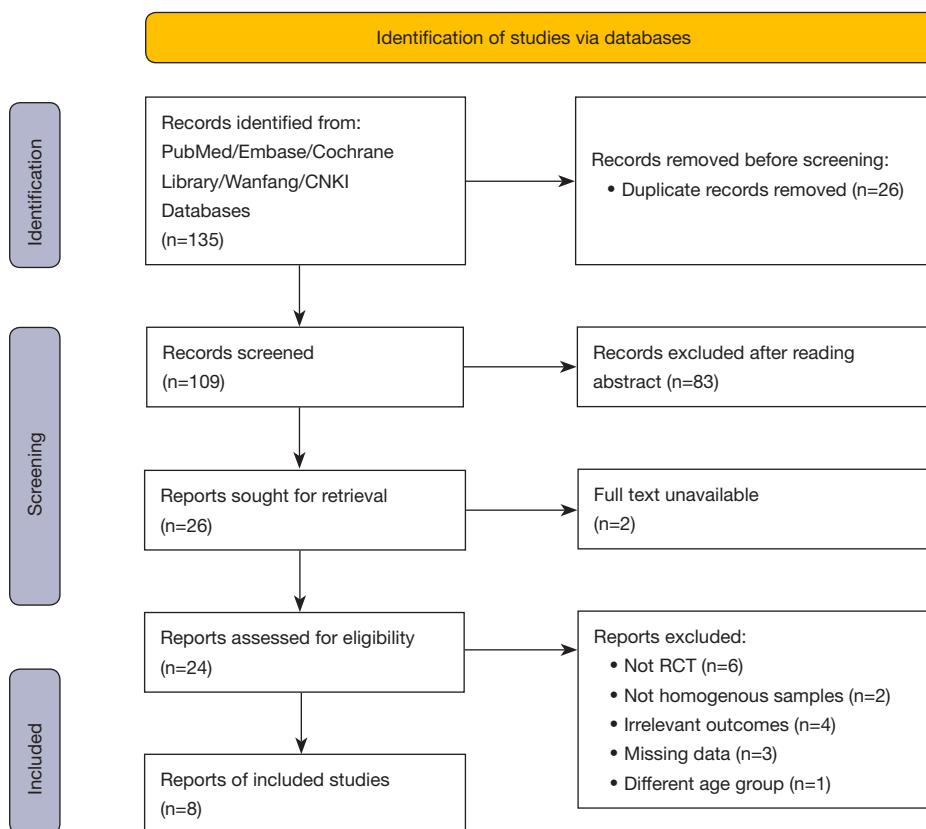 Identification of studies via databases
Identification
Records identified from:
PubMed/Embase/Cochrane
Library/Wanfang/CNKI
Databases
(n=135)
Records removed before screening:
• Duplicate records removed (n=26)
Screening
Records screened
(n=109)
Records excluded after reading
abstract (n=83)
Reports sought for retrieval
(n=26)
Full text unavailable
(n=2)
Reports assessed for eligibility
(n=24)
Reports excluded:
• Not RCT (n=6)
• Not homogenous samples (n=2)
• Irrelevant outcomes (n=4)
• Missing data (n=3)
• Different age group (n=1)
Included
Reports of included studies
(n=8)